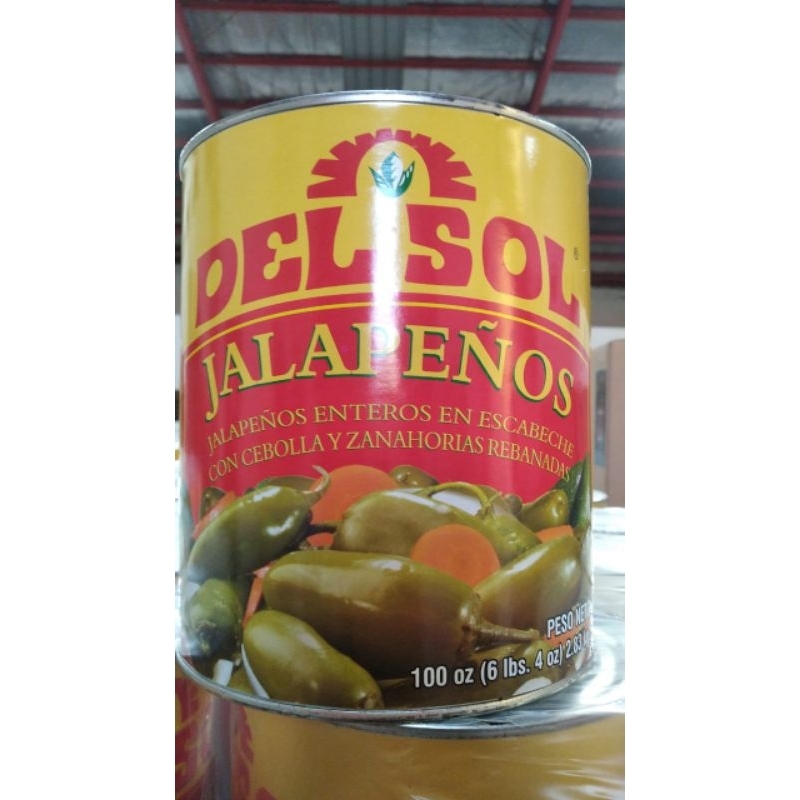 DEL SOL
JALAPEÑOS
JALAPEÑOS ENTEROS EN ESCABECHE
CON CEBOLLA Y ZANAHORIAS REBANADAS
PESO
100 oz (6 lbs. 4 oz) 2.83